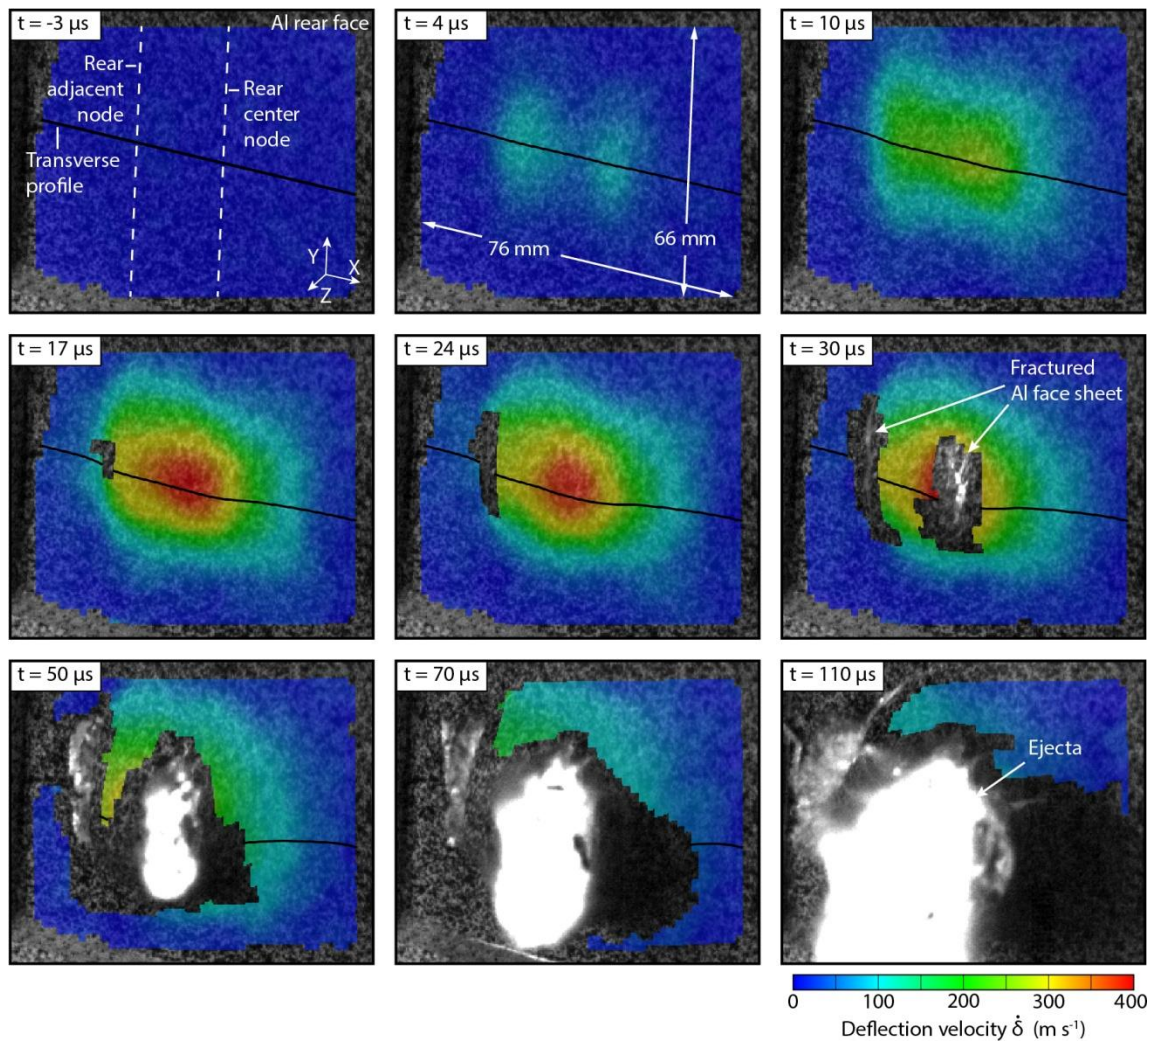 t = -3 μs
Al rear face
Rear
adjacent
node
Rear
center
node
Transverse
profile
Y
X
Z
t = 4 μs
76 mm
66 mm
t = 10 μs
t = 17 μs
t = 24 μs
t = 30 μs
Fractured
Al face sheet
t = 50 μs
t = 70 μs
t = 110 μs
Ejecta
0 100 200 300 400
Deflection velocity δ̇ (m s⁻¹)